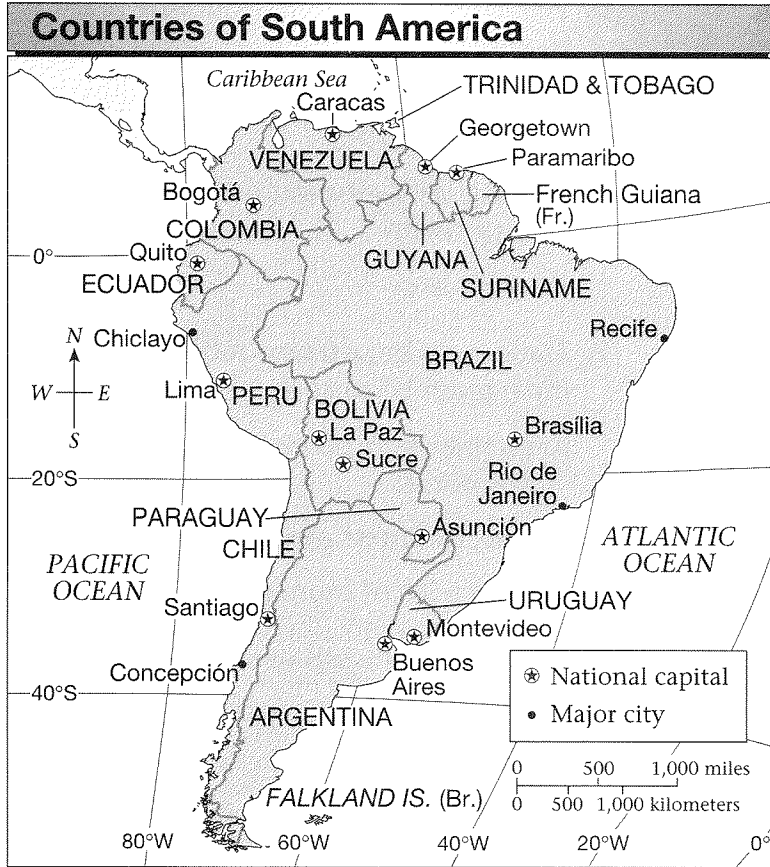 Countries of South America
Caribbean Sea
TRINIDAD & TOBAGO
Caracas
Georgetown
VENEZUELA
Paramaribo
Bogotá
French Guiana
(Fr.)
COLOMBIA
0°
Quito
GUYANA
ECUADOR
SURINAME
Recife
N
Chiclayo
BRAZIL
W
E
Lima
PERU
S
BOLIVIA
La Paz
Brasília
Sucre
Rio de
Janeiro
20°S
PARAGUAY
Asunción
CHILE
ATLANTIC
OCEAN
PACIFIC
OCEAN
Santiago
URUGUAY
Montevideo
Concepción
Buenos
Aires
National capital
Major city
40°S
ARGENTINA
0 500 1,000 miles
0 500 1,000 kilometers
FALKLAND IS. (Br.)
80°W 60°W 40°W 20°W 0°